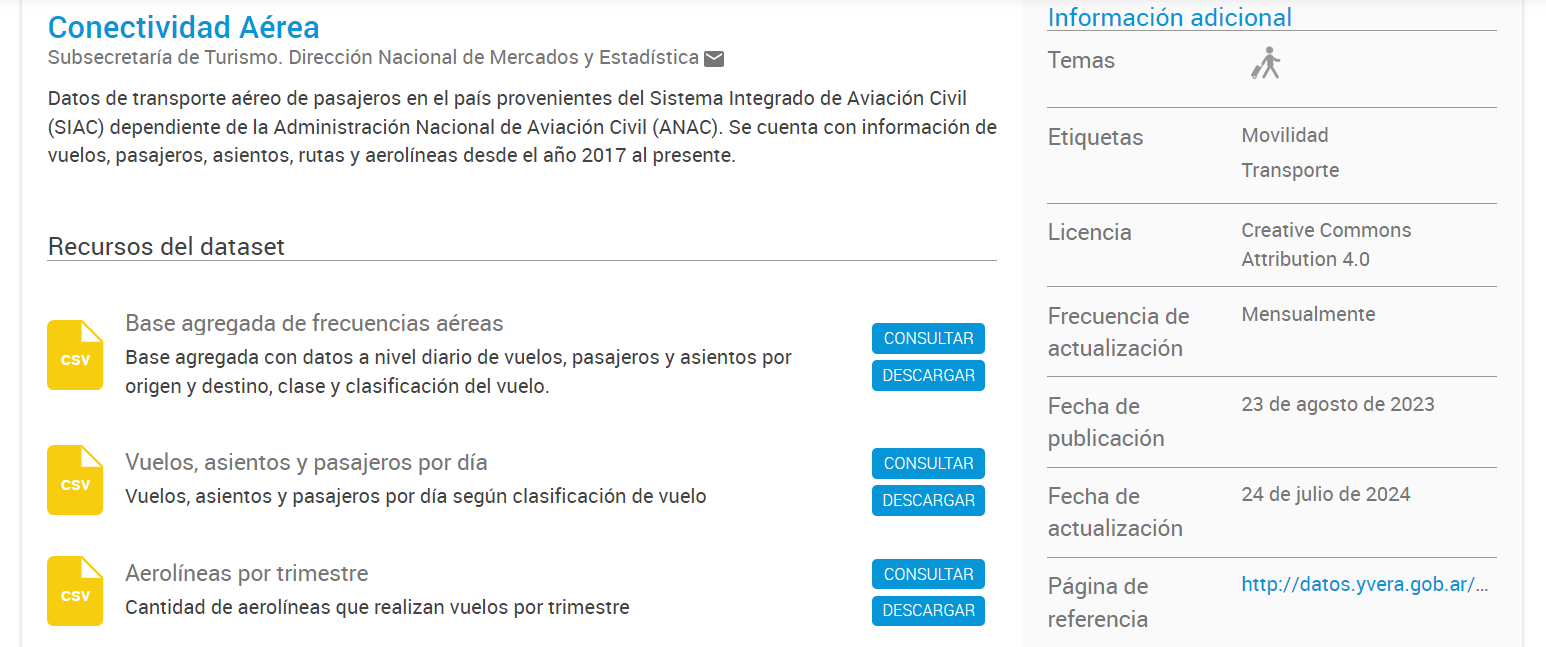 Conectividad Aérea
Subsecretaría de Turismo. Dirección Nacional de Mercados y Estadística
Datos de transporte aéreo de pasajeros en el país provenientes del Sistema Integrado de Aviación Civil
(SIAC) dependiente de la Administración Nacional de Aviación Civil (ANAC). Se cuenta con información de
vuelos, pasajeros, asientos, rutas y aerolíneas desde el año 2017 al presente.
Recursos del dataset
CSV
Base agregada de frecuencias aéreas
Base agregada con datos a nivel diario de vuelos, pasajeros y asientos por
origen y destino, clase y clasificación del vuelo.
CONSULTAR
DESCARGAR
CSV
Vuelos, asientos y pasajeros por día
Vuelos, asientos y pasajeros por día según clasificación de vuelo
CONSULTAR
DESCARGAR
CSV
Aerolíneas por trimestre
Cantidad de aerolíneas que realizan vuelos por trimestre
CONSULTAR
DESCARGAR
Información adicional
Temas
Etiquetas
Movilidad
Transporte
Licencia
Creative Commons
Attribution 4.0
Frecuencia de
actualización
Mensualmente
Fecha de
publicación
23 de agosto de 2023
Fecha de
actualización
24 de julio de 2024
Página de
referencia
http://datos.yvera.gob.ar/...